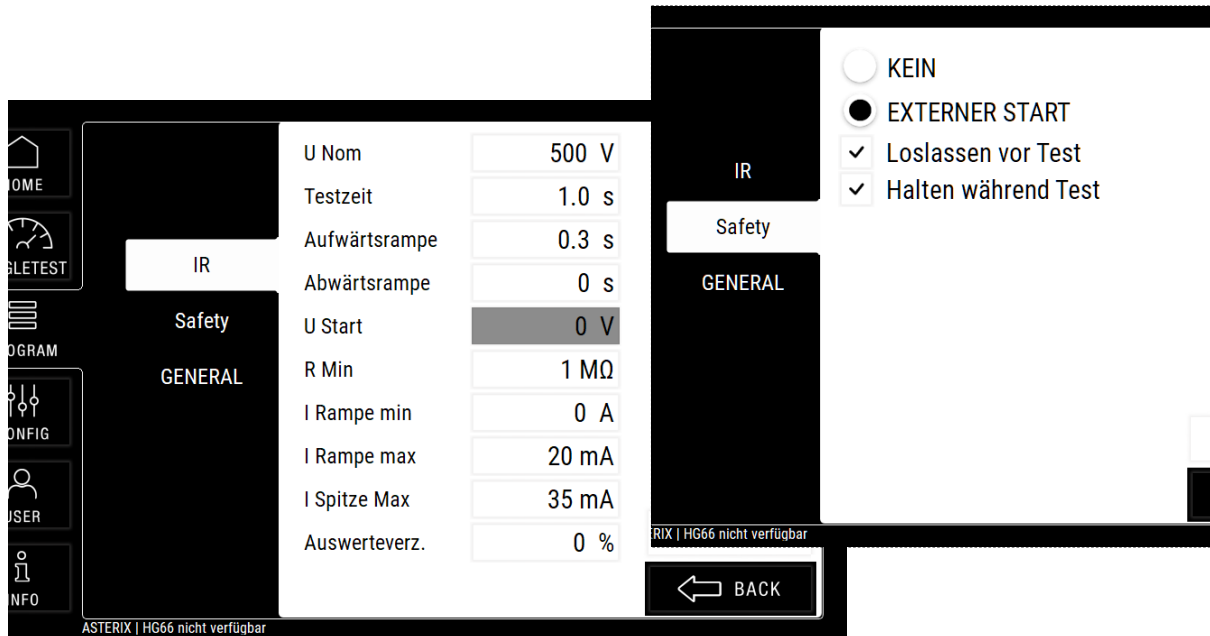 IR
Safety
GENERAL
U Nom 500 V
Testzeit 1.0 s
Aufwärtsrampe 0.3 s
Abwärtsrampe 0 s
U Start 0 V
R Min 1 MΩ
I Rampe min 0 A
I Rampe max 20 mA
I Spitze Max 35 mA
Auswerteverz. 0 %
BACK
HOME
GLETEST
OGRAM
ONFIG
USER
INFO
ASTERIX | HG66 nicht verfügbar
IR
Safety
GENERAL
KEIN
EXTERNER START
Loslassen vor Test
Halten während Test
ERIX | HG66 nicht verfügbar